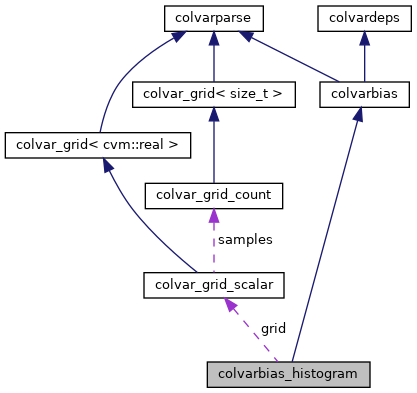 colvarparse
colvardeps
colvar_grid< size_t >
colvarbias
colvar_grid< cvm::real >
colvar_grid_count
samples
colvar_grid_scalar
grid
colvarbias_histogram